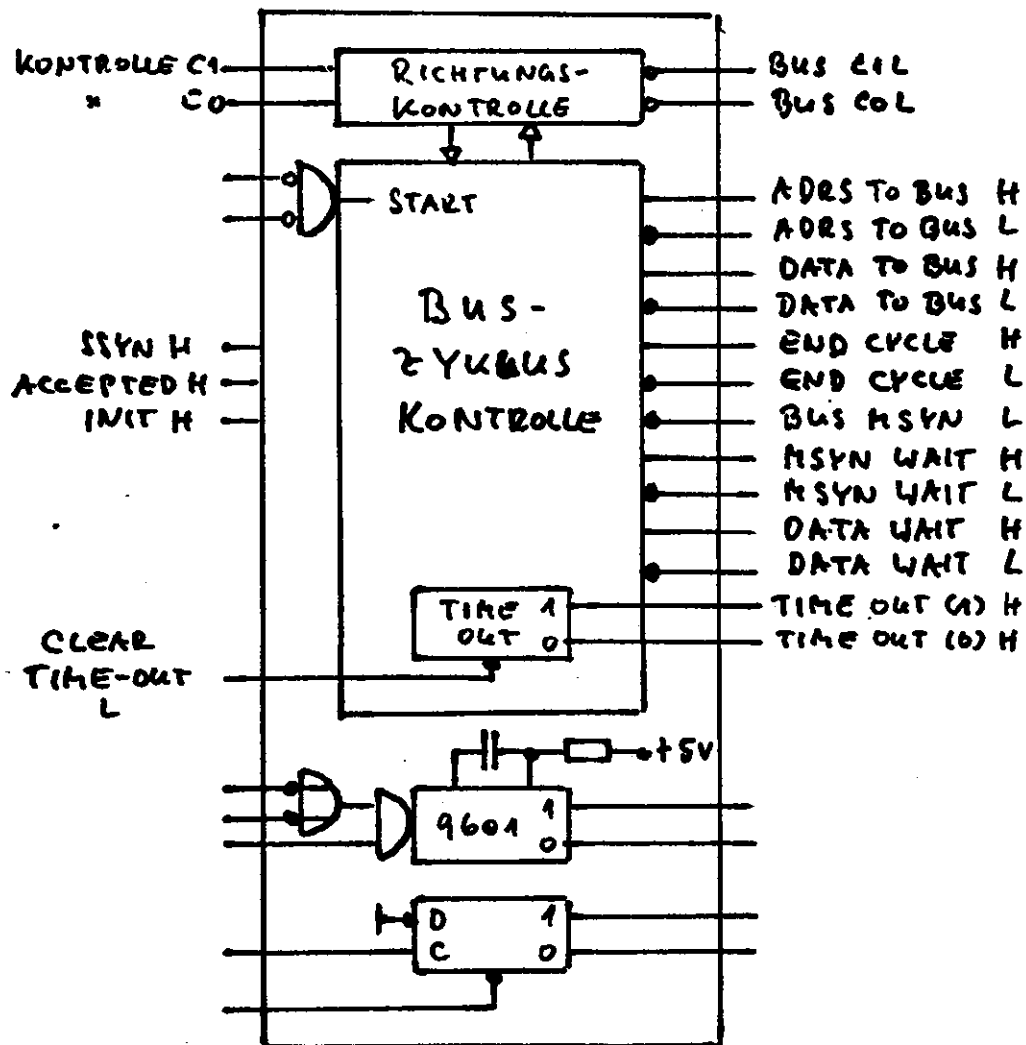 KONTROLLE C1
" C0
RICHTUNGS-
KONTROLLE
BUS C1L
BUS C0L
START
BUS-
ZYKLUS
KONTROLLE
SSYN H
ACCEPTED H
INIT H
ADRS TO BUS H
ADRS TO BUS L
DATA TO BUS H
DATA TO BUS L
END CYCLE H
END CYCLE L
BUS MSYN L
MSYN WAIT H
MSYN WAIT L
DATA WAIT H
DATA WAIT L
TIME 1
OUT 0
TIME OUT (1) H
TIME OUT (0) H
CLEAR
TIME-OUT
L
+5V
9601
1
0
D 1
C 0